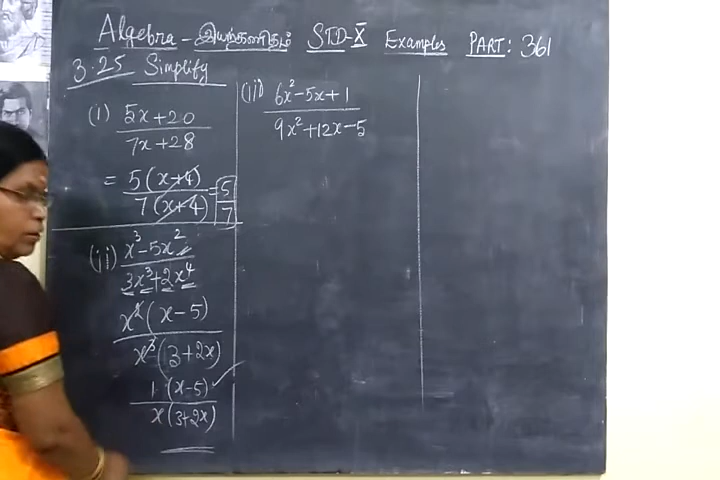 Algebra - இயற்கணிதம் STD-X Examples PART: 361
3.25 Simplify
(i) 5x+20
7x+28
= 5(x+4) = 5
7(x+4) 7
(ii) x³-5x²
3x³+2x⁴
x²(x-5)
x³(3+2x)
1(x-5)
x(3+2x)
(iii) 6x²-5x+1
9x²+12x-5